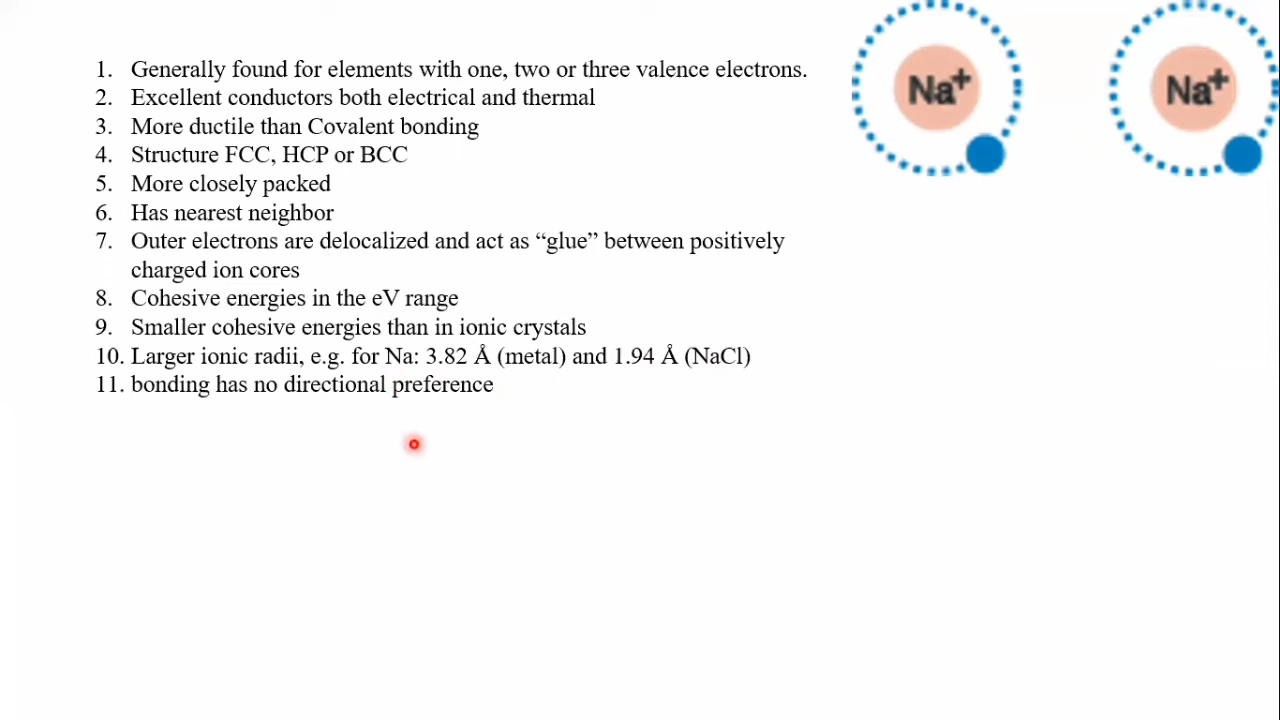 1. Generally found for elements with one, two or three valence electrons.
2. Excellent conductors both electrical and thermal
3. More ductile than Covalent bonding
4. Structure FCC, HCP or BCC
5. More closely packed
6. Has nearest neighbor
7. Outer electrons are delocalized and act as “glue” between positively
charged ion cores
8. Cohesive energies in the eV range
9. Smaller cohesive energies than in ionic crystals
10. Larger ionic radii, e.g. for Na: 3.82 Å (metal) and 1.94 Å (NaCl)
11. bonding has no directional preference
Na+
Na+